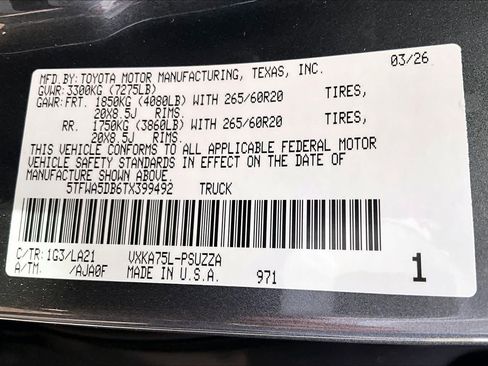 MFD.BY:TOYOTA MOTOR MANUFACTURING, TEXAS, INC. 03/26
GVWR:3300KG (7275LB)
GAWR:FRT. 1850KG (4080LB) WITH 265/60R20 TIRES,
20X8.5J RIMS,
RR. 1750KG (3860LB) WITH 265/60R20 TIRES,
20X8.5J RIMS.
THIS VEHICLE CONFORMS TO ALL APPLICABLE FEDERAL MOTOR
VEHICLE SAFETY STANDARDS IN EFFECT ON THE DATE OF
MANUFACTURE SHOWN ABOVE.
5TFWA5DB6TX399492 TRUCK
C/TR:1G3/LA21 VXKA75L-PSUZZA
A/TM. /AJA0F MADE IN U.S.A. 971 1